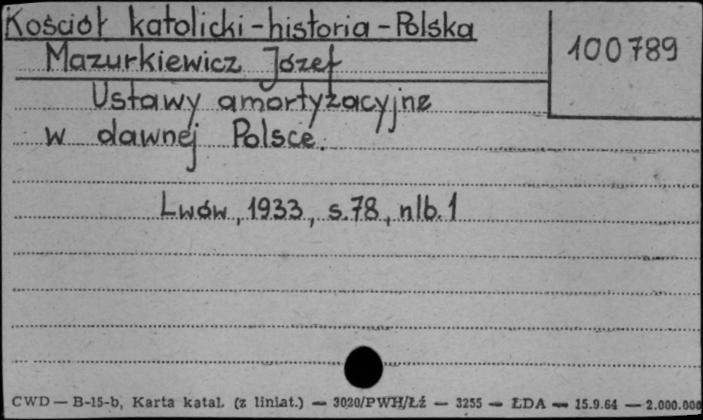 Kościół katolicki - historia - Polska
100789
Mazurkiewicz Józef
Ustawy amortyzacyjne
w dawnej Polsce.
Lwów, 1933, s. 78, nlb. 1
CWD — B-15-b, Karta katal. (z liniat.) — 3020/PWH/Łź — 3255 — ŁDA — 15.9.64 — 2.000.000